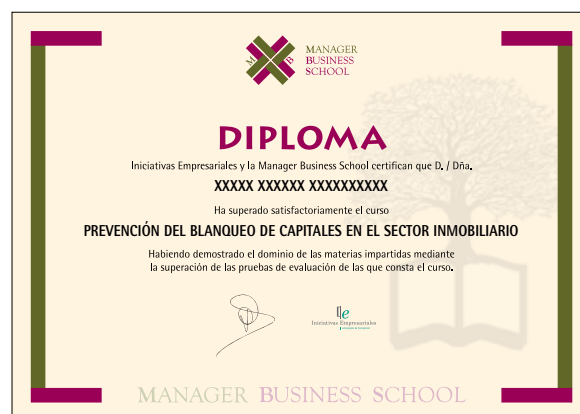 M B
MANAGER
BUSINESS
SCHOOL
DIPLOMA
Iniciativas Empresariales y la Manager Business School certifican que D. / Dña.
XXXXX XXXXXX XXXXXXXXXX
Ha superado satisfactoriamente el curso
PREVENCIÓN DEL BLANQUEO DE CAPITALES EN EL SECTOR INMOBILIARIO
Habiendo demostrado el dominio de las materias impartidas mediante
la superación de las pruebas de evaluación de las que consta el curso.
Iniciativas Empresariales
MANAGER BUSINESS SCHOOL